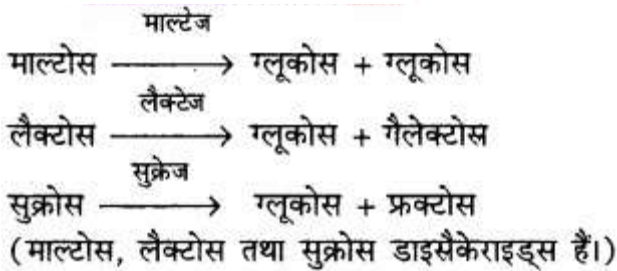 माल्टेज
माल्टोस ⟶ ग्लूकोस + ग्लूकोस
लैक्टेज
लैक्टोस ⟶ ग्लूकोस + गैलेक्टोस
सुक्रेज
सुक्रोस ⟶ ग्लूकोस + फ्रक्टोस
(माल्टोस, लैक्टोस तथा सुक्रोस डाइसैकेराइड्स हैं।)